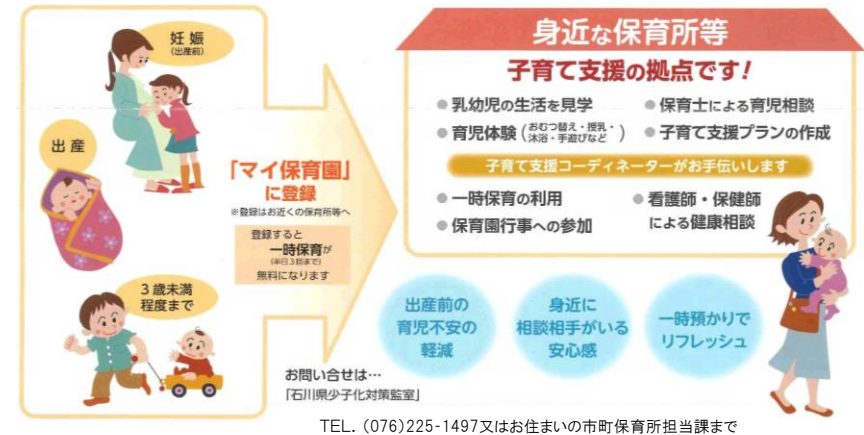 妊娠
(出産前)
出産
3歳未満
程度まで
「マイ保育園」
に登録
※登録はお近くの保育所等へ
登録すると
一時保育が
(半日3回まで)
無料になります
お問い合せは…
「石川県少子化対策監室」
身近な保育所等
子育て支援の拠点です!
●乳幼児の生活を見学
●育児体験(おむつ替え・授乳・沐浴・手遊びなど)
●保育士による育児相談
●子育て支援プランの作成
子育て支援コーディネーターがお手伝いします
●一時保育の利用
●保育園行事への参加
●看護師・保健師
による健康相談
出産前の
育児不安の
軽減
身近に
相談相手がいる
安心感
一時預かりで
リフレッシュ
TEL. (076)225-1497又はお住まいの市町保育所担当課まで